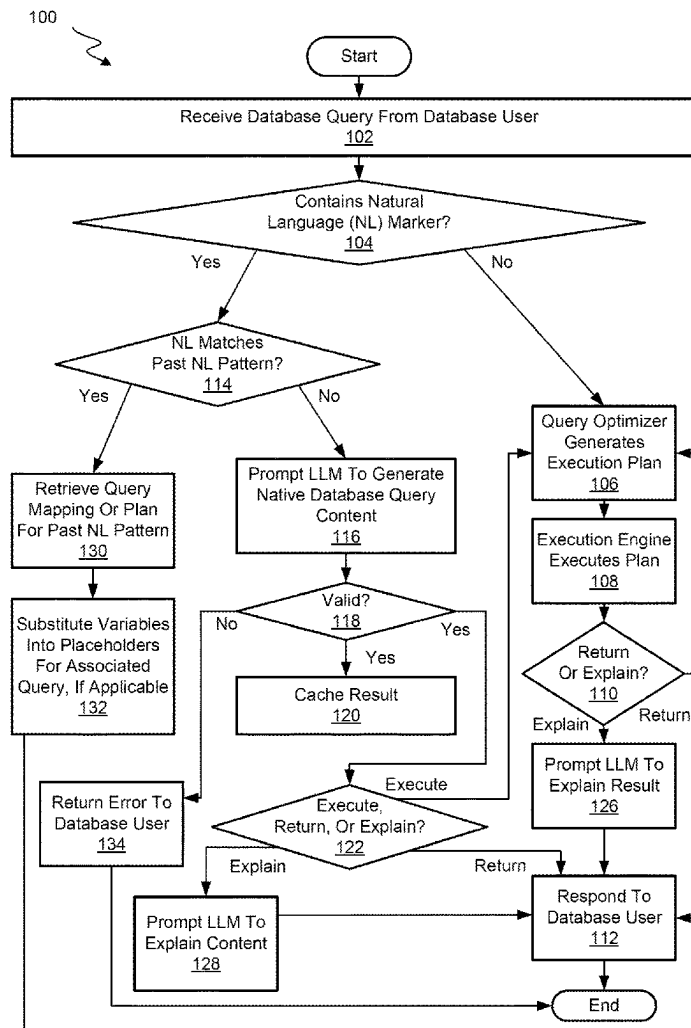 100
Start
Receive Database Query From Database User
102
Contains Natural
Language (NL) Marker?
104
Yes
No
NL Matches
Past NL Pattern?
114
Yes
No
Query Optimizer
Generates
Execution Plan
106
Retrieve Query
Mapping Or Plan
For Past NL Pattern
130
Prompt LLM To Generate
Native Database Query
Content
116
Execution Engine
Executes Plan
108
Substitute Variables
Into Placeholders
For Associated
Query, If Applicable
132
No
Valid?
118
Yes
Yes
Return
Or Explain?
110
Cache Result
120
Explain
Return
Return Error To
Database User
134
Execute
Execute,
Return, Or Explain?
122
Prompt LLM To
Explain Result
126
Explain
Return
Prompt LLM To
Explain Content
128
Respond To
Database User
112
End